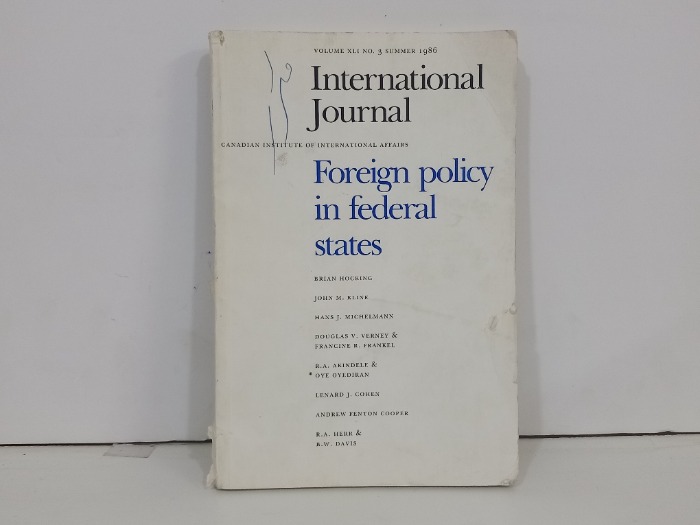 VOLUME XLI NO. 3 SUMMER 1986
International
Journal
CANADIAN INSTITUTE OF INTERNATIONAL AFFAIRS
Foreign policy
in federal
states
BRIAN HOCKING
JOHN M. KLINE
HANS J. MICHELMANN
DOUGLAS V. VERNEY &
FRANCINE R. FRANKEL
R.A. AKINDELE &
OYE OYEDIRAN
LENARD J. COHEN
ANDREW FENTON COOPER
R.A. HERR &
B.W. DAVIS